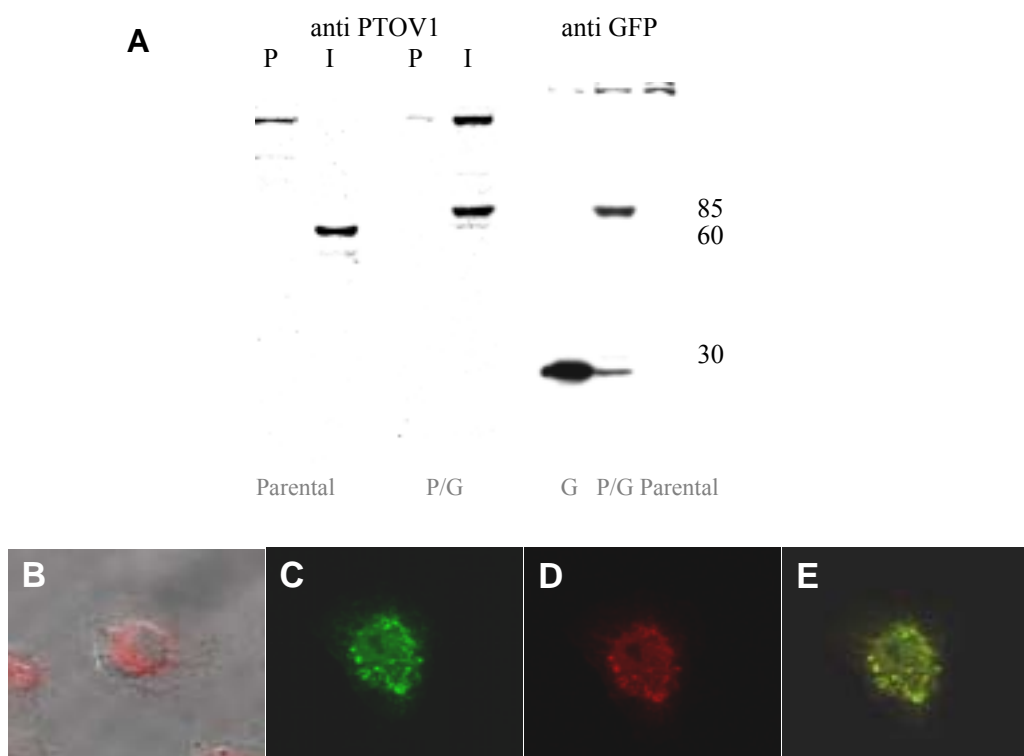 A
anti PTOV1 anti GFP
P I P I
85
60
30
Parental P/G G P/G Parental
B C D E